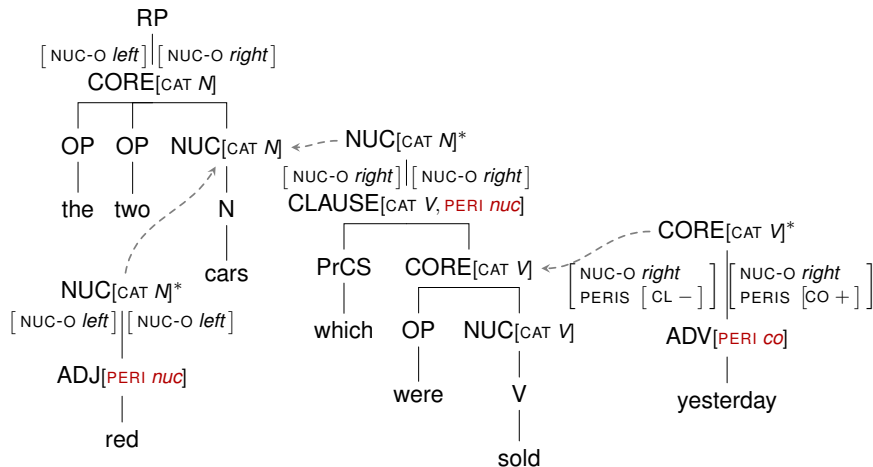 RP
[NUC-O left] [NUC-O right]
CORE[CAT N]
OP OP NUC[CAT N] NUC[CAT N]*
[NUC-O right] [NUC-O right]
the two N CLAUSE[CAT V, PERI nuc]
CORE[CAT V]*
cars PrCS CORE[CAT V]
NUC[CAT N]* [NUC-O right PERIS [CL −]] [NUC-O right PERIS [CO +]]
[NUC-O left] [NUC-O left] which OP NUC[CAT V] ADV[PERI co]
ADJ[PERI nuc] were V yesterday
red sold